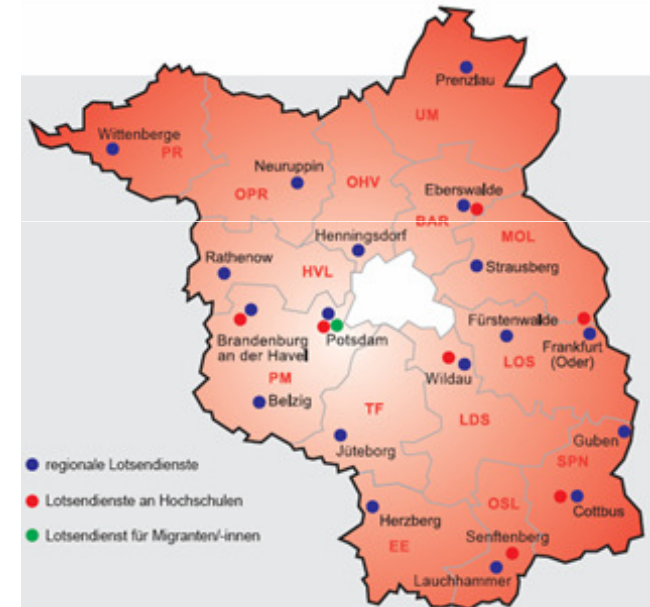 Prenzlau
UM
Wittenberge
PR
Neuruppin
OPR
OHV
Eberswalde
BAR
MOL
Henningsdorf
Strausberg
Rathenow
HVL
Brandenburg
an der Havel
Potsdam
Fürstenwalde
Frankfurt
(Oder)
LOS
Wildau
PM
Belzig
TF
LDS
Jüteborg
Guben
SPN
regionale Lotsendienste
Lotsendienste an Hochschulen
Lotsendienst für Migranten/-innen
OSL
Cottbus
Herzberg
EE
Senftenberg
Lauchhammer